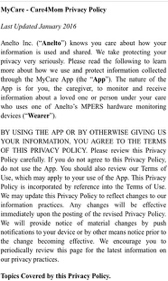 MyCare - Care4Mom Privacy Policy
Last Updated January 2016
Anelto Inc. (“Anelto”) knows you care about how your
information is used and shared. We take protecting your
privacy very seriously. Please read the following to learn
more about how we use and protect information collected
through the MyCare App (the “App”). The nature of the
App is for you, the caregiver, to monitor and receive
information about a loved one or person under your care
who uses one of Anelto’s MPERS hardware monitoring
devices (“Wearer”).
BY USING THE APP OR BY OTHERWISE GIVING US
YOUR INFORMATION, YOU AGREE TO THE TERMS
OF THIS PRIVACY POLICY. Please review this Privacy
Policy carefully. If you do not agree to this Privacy Policy,
do not use the App. You should also review our Terms of
Use, which may apply to your use of the App. This Privacy
Policy is incorporated by reference into the Terms of Use.
We may update this Privacy Policy to reflect changes to our
information practices. Any changes will be effective
immediately upon the posting of the revised Privacy Policy.
We will provide notice of material changes by push
notifications to your device or by other means notice prior to
the change becoming effective. We encourage you to
periodically review this page for the latest information on
our privacy practices.
Topics Covered by this Privacy Policy.